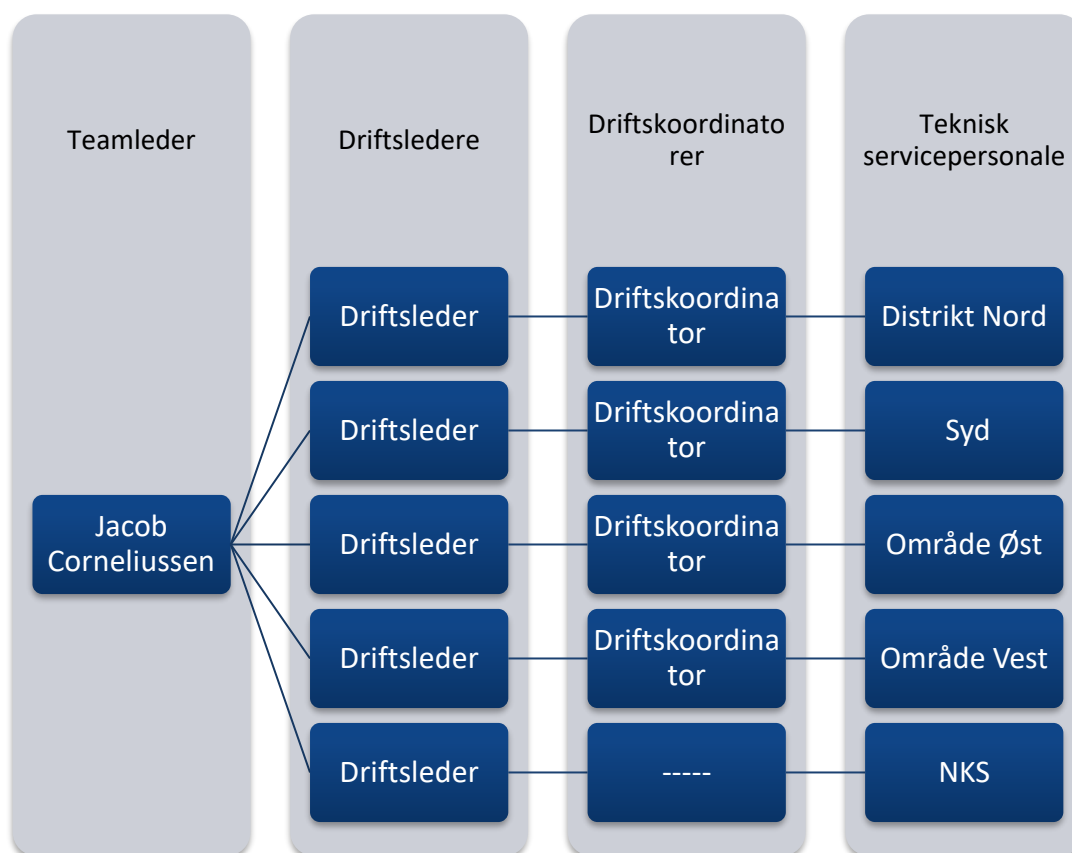 Teamleder
Driftsledere
Driftskoordinato
rer
Teknisk
servicepersonale
Driftsleder
Driftskoordina
tor
Distrikt Nord
Driftsleder
Driftskoordina
tor
Syd
Jacob
Corneliussen
Driftsleder
Driftskoordina
tor
Område Øst
Driftsleder
Driftskoordina
tor
Område Vest
Driftsleder
-----
NKS